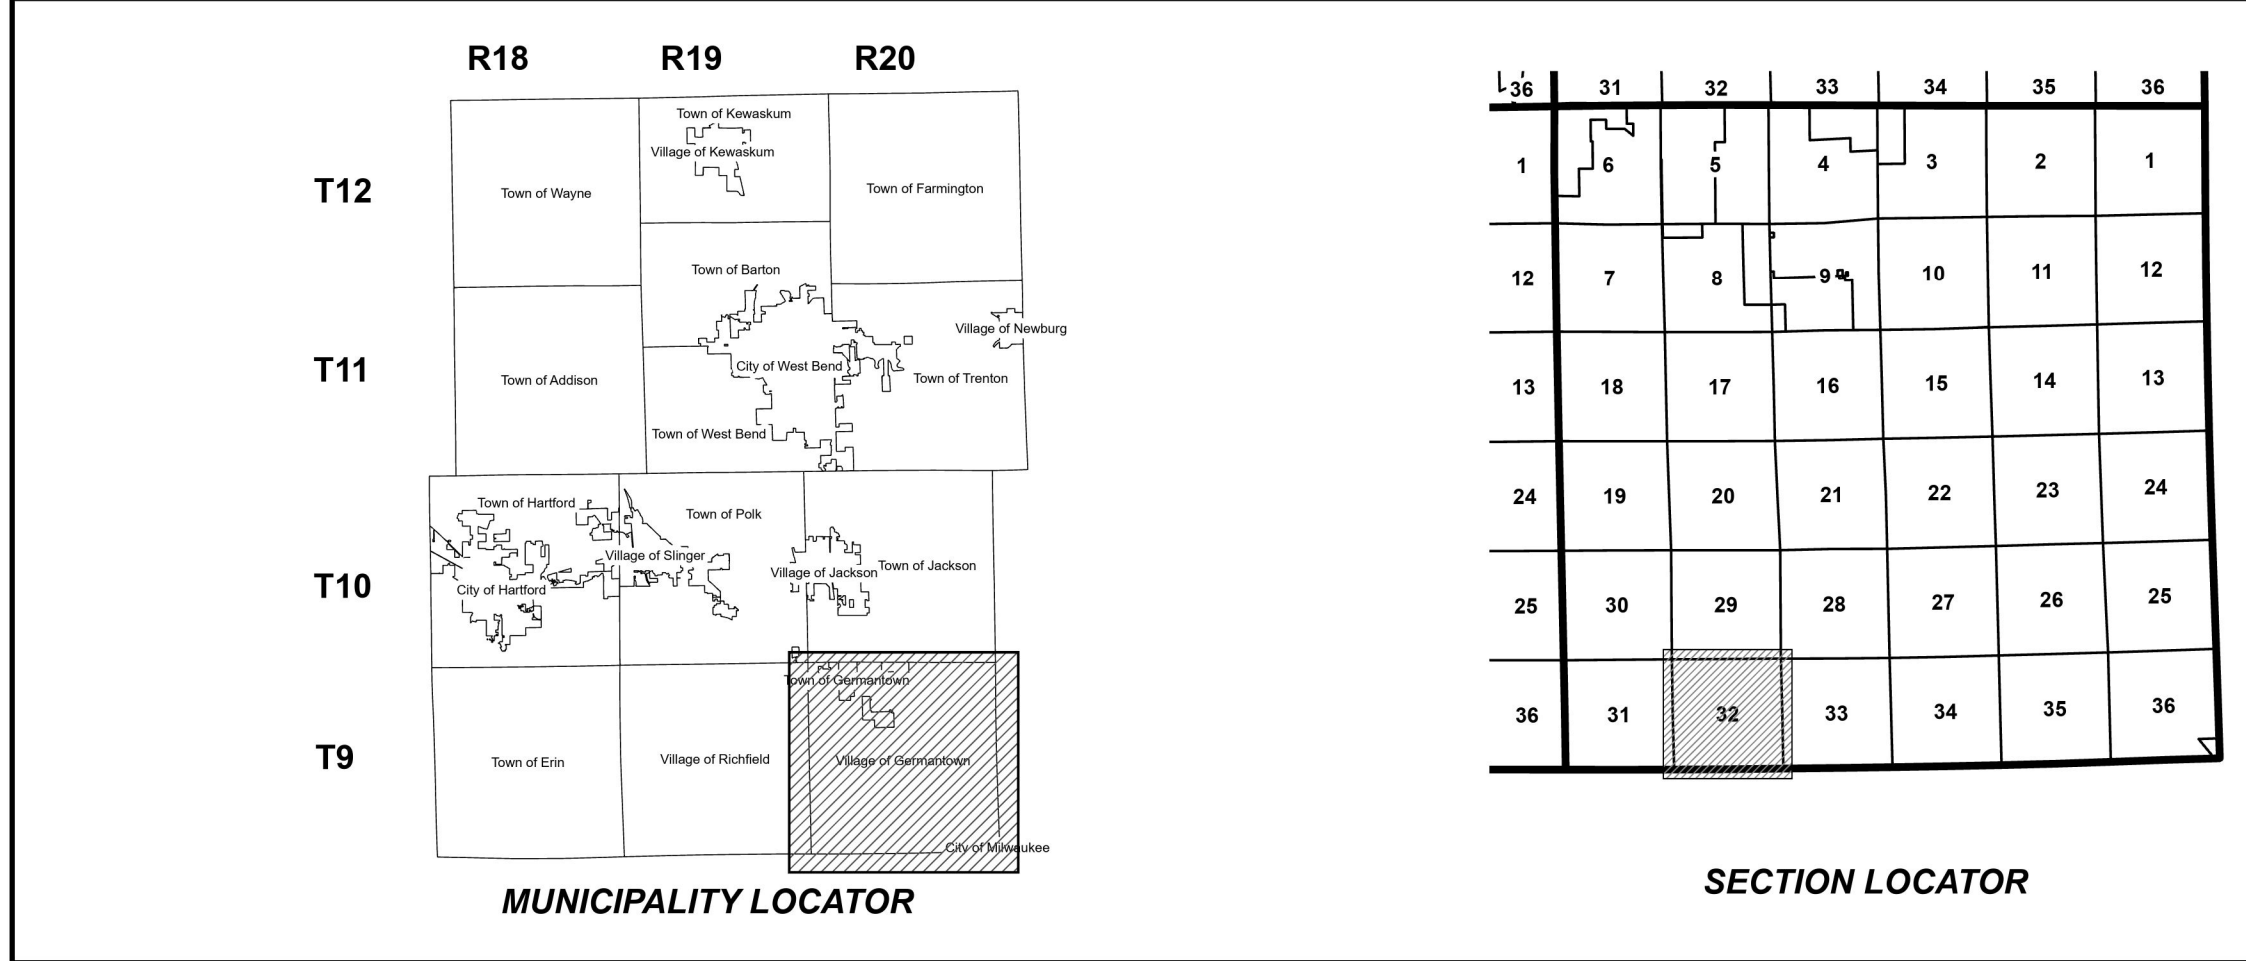 R18 R19 R20
T12
T11
T10
T9
Town of Kewaskum
Village of Kewaskum
Town of Wayne
Town of Farmington
Town of Barton
Village of Newburg
City of West Bend
Town of Addison
Town of Trenton
Town of West Bend
Town of Hartford
Town of Polk
Village of Slinger
Village of Jackson
Town of Jackson
City of Hartford
Town of Germantown
Town of Erin
Village of Richfield
Village of Germantown
City of Milwaukee
MUNICIPALITY LOCATOR
36 31 32 33 34 35 36
1 6 5 4 3 2 1
12 7 8 9 10 11 12
13 18 17 16 15 14 13
24 19 20 21 22 23 24
25 30 29 28 27 26 25
36 31 32 33 34 35 36
SECTION LOCATOR